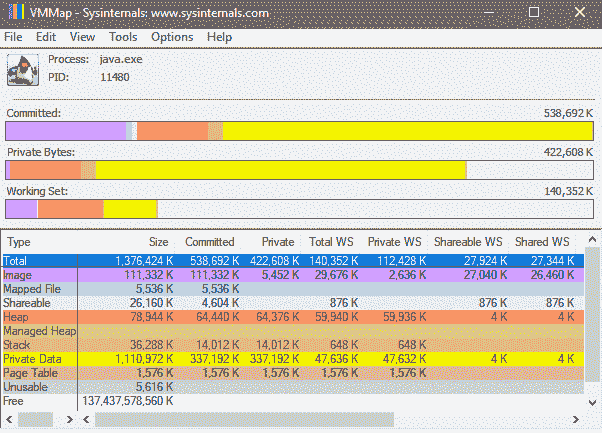 VMMap - Sysinternals: www.sysinternals.com
File Edit View Tools Options Help
Process: java.exe
PID: 11480
Committed: 538,692 K
Private Bytes: 422,608 K
Working Set: 140,352 K
Type Size Committed Private Total WS Private WS Shareable WS Shared WS
Total 1,376,424 K 538,692 K 422,608 K 140,352 K 112,428 K 27,924 K 27,344 K
Image 111,332 K 111,332 K 5,452 K 29,676 K 2,636 K 27,040 K 26,460 K
Mapped File 5,536 K 5,536 K
Shareable 26,160 K 4,604 K 876 K 876 K 876 K
Heap 78,944 K 64,440 K 64,376 K 59,940 K 59,936 K 4 K 4 K
Managed Heap
Stack 36,288 K 14,012 K 14,012 K 648 K 648 K
Private Data 1,110,972 K 337,192 K 337,192 K 47,636 K 47,632 K 4 K 4 K
Page Table 1,576 K 1,576 K 1,576 K 1,576 K 1,576 K
Unusable 5,616 K
Free 137,437,578,560 K